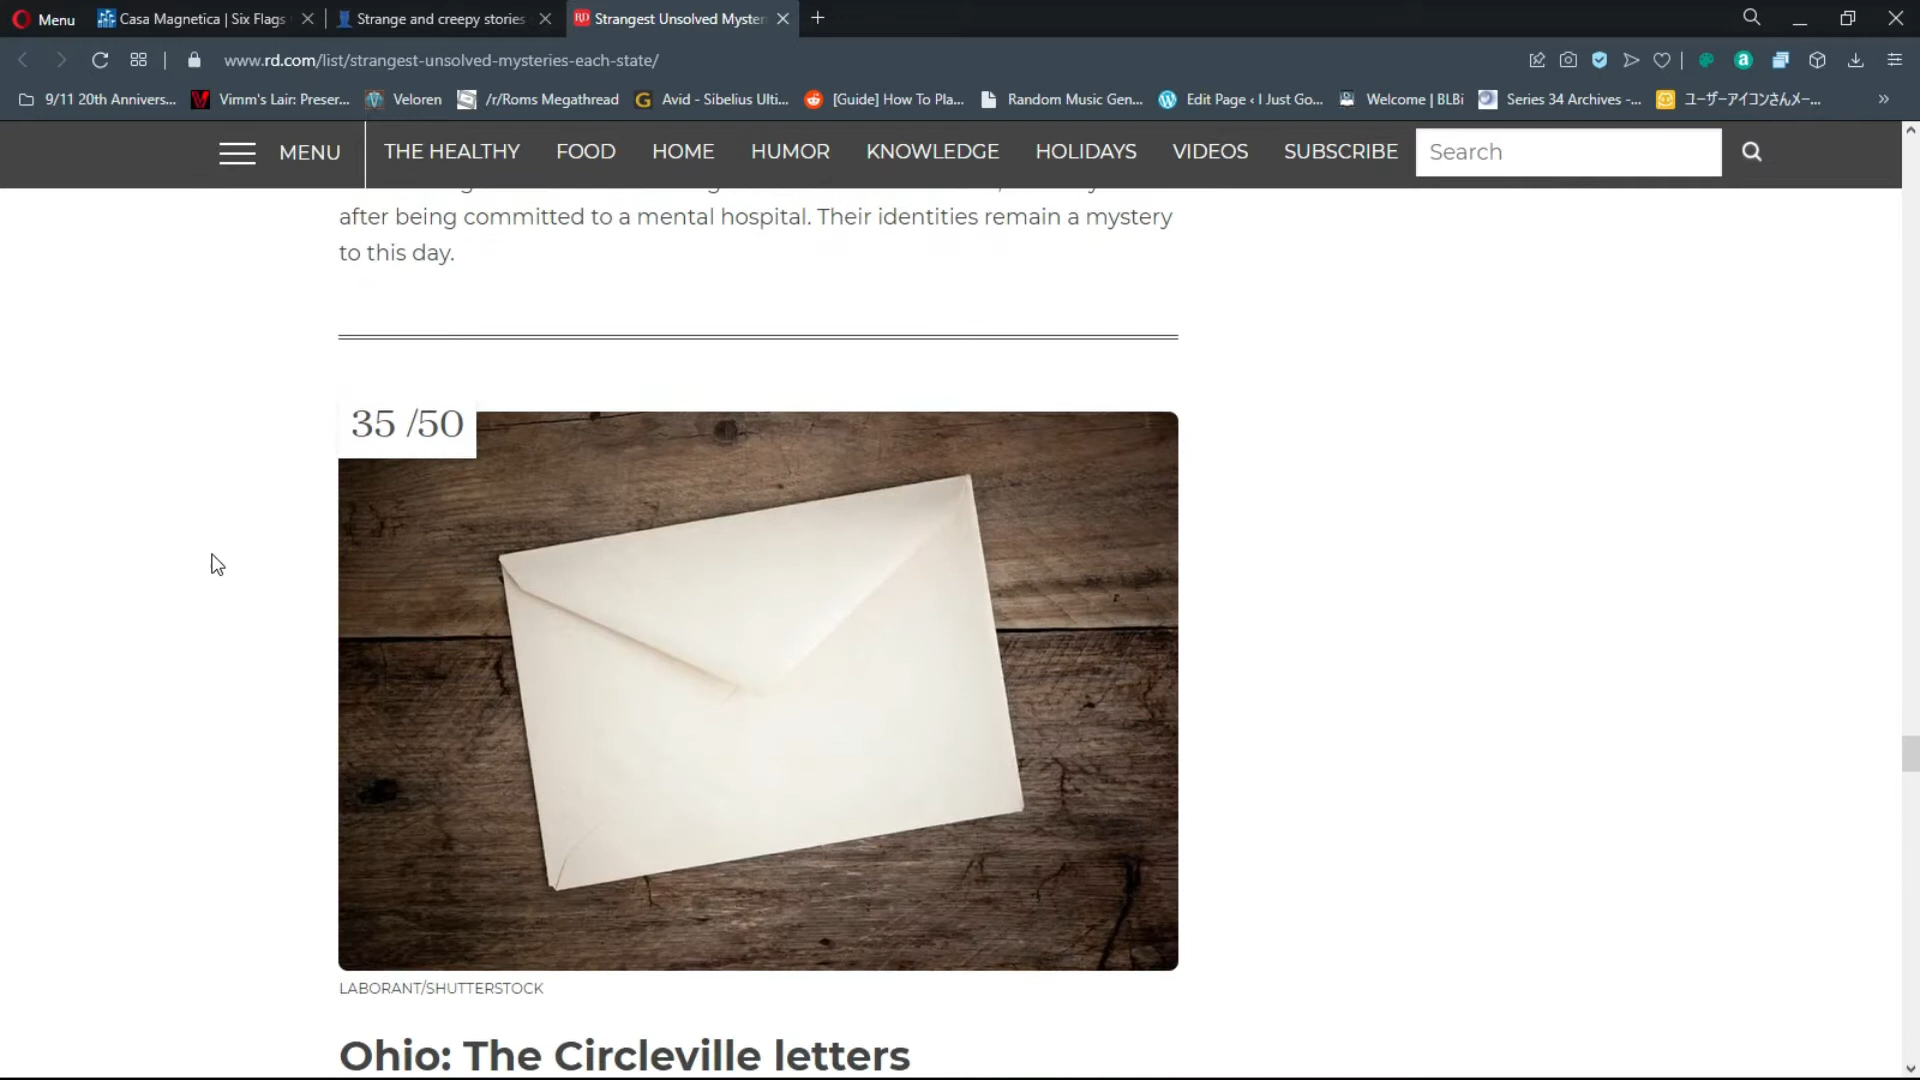 Menu
Casa Magnetica | Six Flags
Strange and creepy stories
Strangest Unsolved Myster
www.rd.com/list/strangest-unsolved-mysteries-each-state/
9/11 20th Annivers...
Vimm's Lair: Preser...
Veloren
/r/Roms Megathread
Avid - Sibelius Ulti...
[Guide] How To Pla...
Random Music Gen...
Edit Page ‹ I Just Go...
Welcome | BLBi
Series 34 Archives -...
ユーザーアイコンさんメー...
MENU
THE HEALTHY
FOOD
HOME
HUMOR
KNOWLEDGE
HOLIDAYS
VIDEOS
SUBSCRIBE
Search
after being committed to a mental hospital. Their identities remain a mystery
to this day.
35 /50
LABORANT/SHUTTERSTOCK
Ohio: The Circleville letters